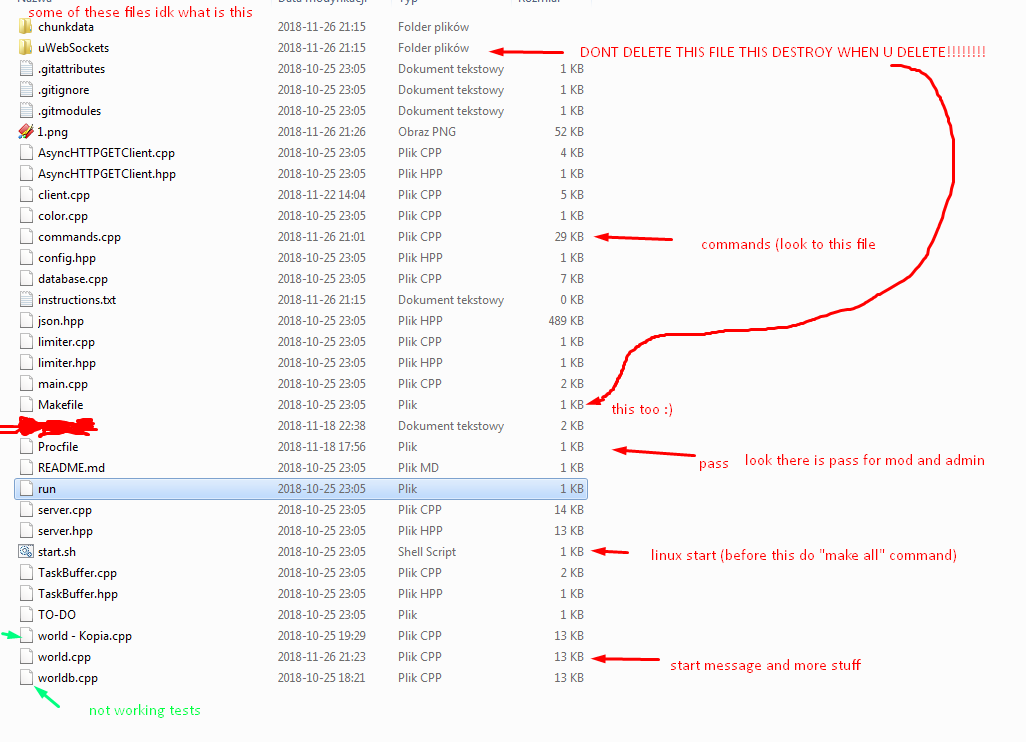 Nazwa Data modyfikacji Typ Rozmiar
some of these files idk what is this
chunkdata 2018-11-26 21:15 Folder plików
uWebSockets 2018-11-26 21:15 Folder plików DONT DELETE THIS FILE THIS DESTROY WHEN U DELETE!!!!!!!!
.gitattributes 2018-10-25 23:05 Dokument tekstowy 1 KB
.gitignore 2018-10-25 23:05 Dokument tekstowy 1 KB
.gitmodules 2018-10-25 23:05 Dokument tekstowy 1 KB
1.png 2018-11-26 21:26 Obraz PNG 52 KB
AsyncHTTPGETClient.cpp 2018-10-25 23:05 Plik CPP 4 KB
AsyncHTTPGETClient.hpp 2018-10-25 23:05 Plik HPP 1 KB
client.cpp 2018-11-22 14:04 Plik CPP 5 KB
color.cpp 2018-10-25 23:05 Plik CPP 1 KB
commands.cpp 2018-11-26 21:01 Plik CPP 29 KB commands (look to this file
config.hpp 2018-10-25 23:05 Plik HPP 1 KB
database.cpp 2018-10-25 23:05 Plik CPP 7 KB
instructions.txt 2018-11-26 21:15 Dokument tekstowy 0 KB
json.hpp 2018-10-25 23:05 Plik HPP 489 KB
limiter.cpp 2018-10-25 23:05 Plik CPP 1 KB
limiter.hpp 2018-10-25 23:05 Plik HPP 1 KB
main.cpp 2018-10-25 23:05 Plik CPP 2 KB
Makefile 2018-10-25 23:05 Plik 1 KB this too :)
2018-11-18 22:38 Dokument tekstowy 2 KB
Procfile 2018-11-18 17:56 Plik 1 KB pass look there is pass for mod and admin
README.md 2018-10-25 23:05 Plik MD 1 KB
run 2018-10-25 23:05 Plik 1 KB
server.cpp 2018-10-25 23:05 Plik CPP 14 KB
server.hpp 2018-10-25 23:05 Plik HPP 13 KB
start.sh 2018-10-25 23:05 Shell Script 1 KB linux start (before this do "make all" command)
TaskBuffer.cpp 2018-10-25 23:05 Plik CPP 2 KB
TaskBuffer.hpp 2018-10-25 23:05 Plik HPP 1 KB
TO-DO 2018-10-25 23:05 Plik 1 KB
world - Kopia.cpp 2018-10-25 19:29 Plik CPP 13 KB
world.cpp 2018-11-26 21:23 Plik CPP 13 KB start message and more stuff
worldb.cpp 2018-10-25 18:21 Plik CPP 13 KB
not working tests